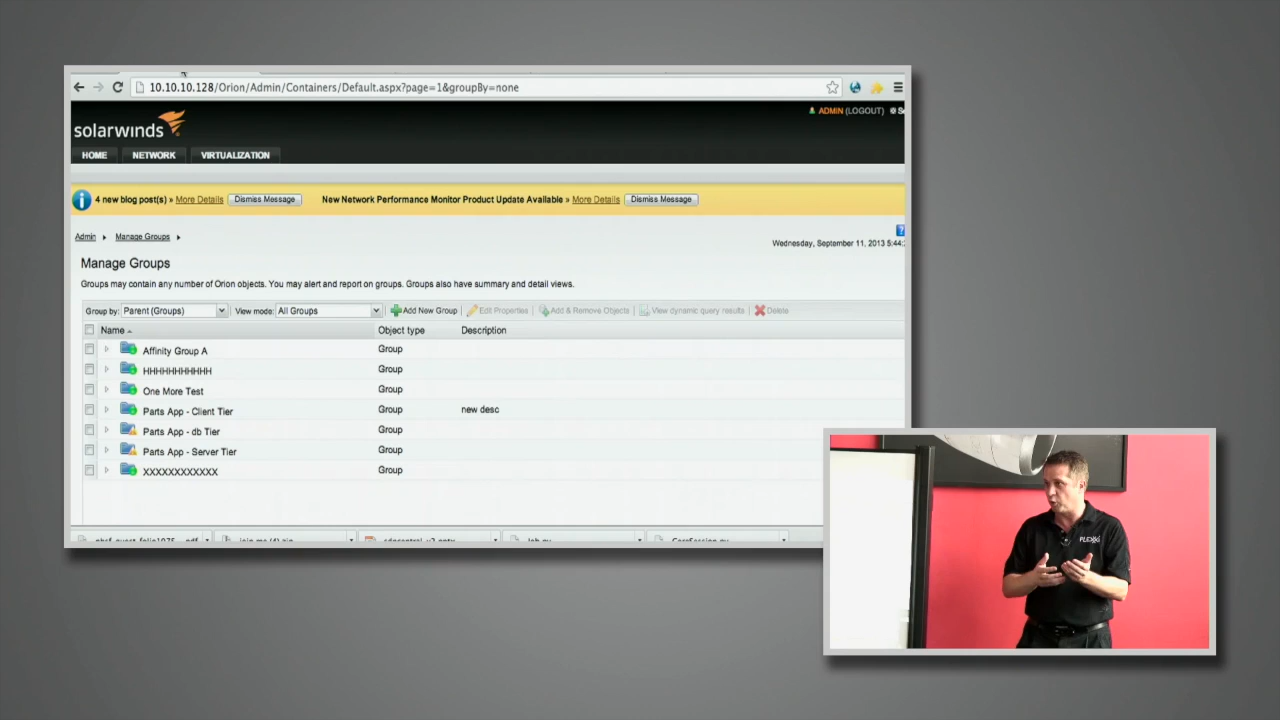 10.10.10.128/Orion/Admin/Containers/Default.aspx?page=1&groupBy=none
ADMIN (LOGOUT)
solarwinds
HOME NETWORK VIRTUALIZATION
4 new blog post(s) » More Details Dismiss Message New Network Performance Monitor Product Update Available » More Details Dismiss Message
Admin Manage Groups
Wednesday, September 11, 2013 5:44:
Manage Groups
Groups may contain any number of Orion objects. You may alert and report on groups. Groups also have summary and detail views.
Group by: Parent (Groups) View mode: All Groups Add New Group Edit Properties Add & Remove Objects View dynamic query results Delete
Name Object type Description
Affinity Group A Group
HHHHHHHHHHH Group
One More Test Group
Parts App - Client Tier Group new desc
Parts App - db Tier Group
Parts App - Server Tier Group
XXXXXXXXXXXX Group
PLEXXI